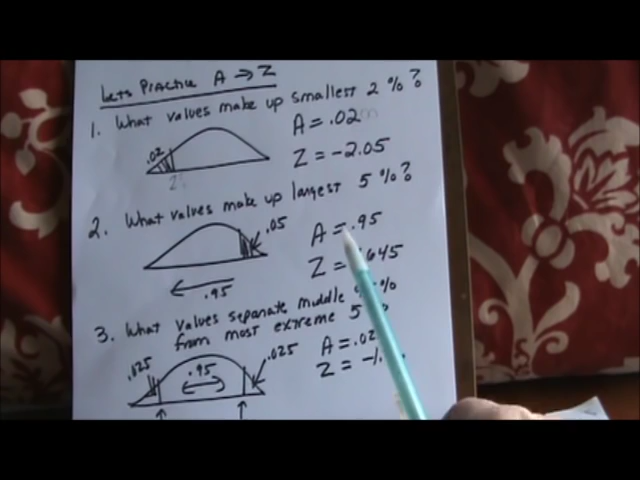 Lets Practice A → Z
1. What values make up smallest 2 %?
.02
A = .02
Z = -2.05
2. What values make up largest 5 %?
.05
A = .95
Z = 645
.95
3. What values separate middle %
from most extreme 5
.025
.95
.025
A = .02
Z = -1.